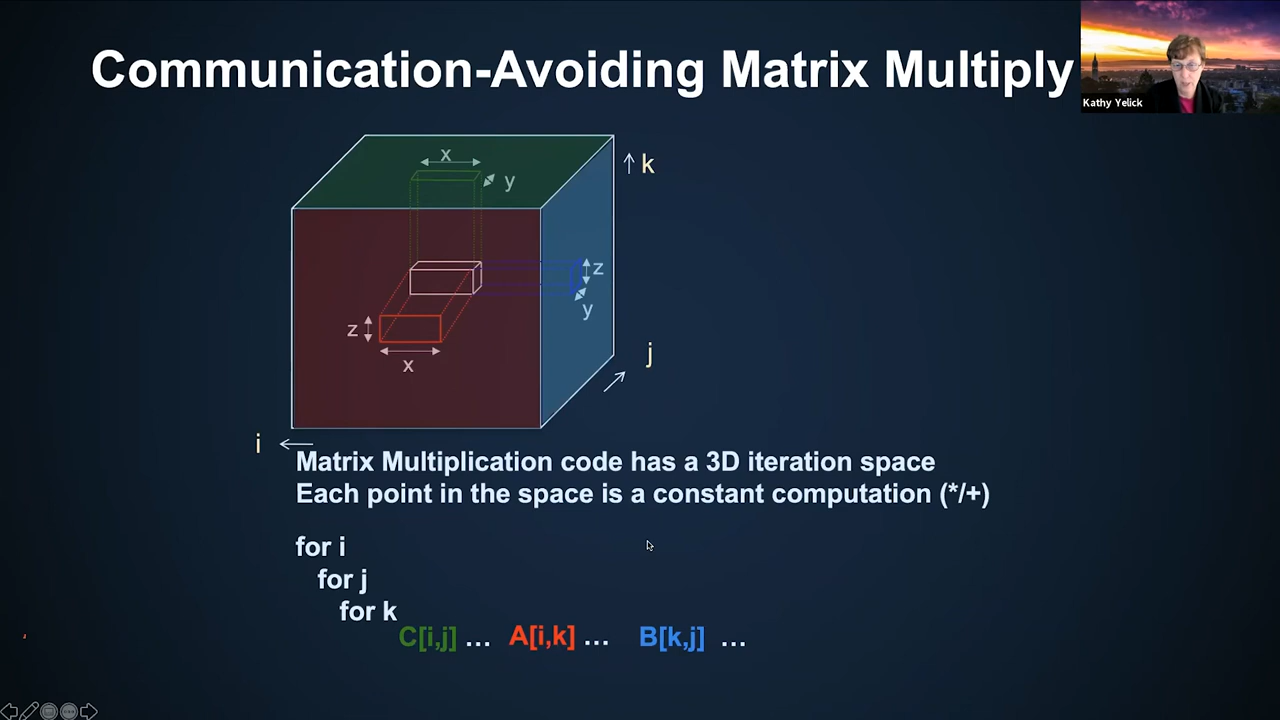 Communication-Avoiding Matrix Multiply
Kathy Yelick
x
y
k
z
y
z
x
j
i
Matrix Multiplication code has a 3D iteration space
Each point in the space is a constant computation (*/+)
for i
for j
for k
C[i,j] ... A[i,k] ... B[k,j] ...